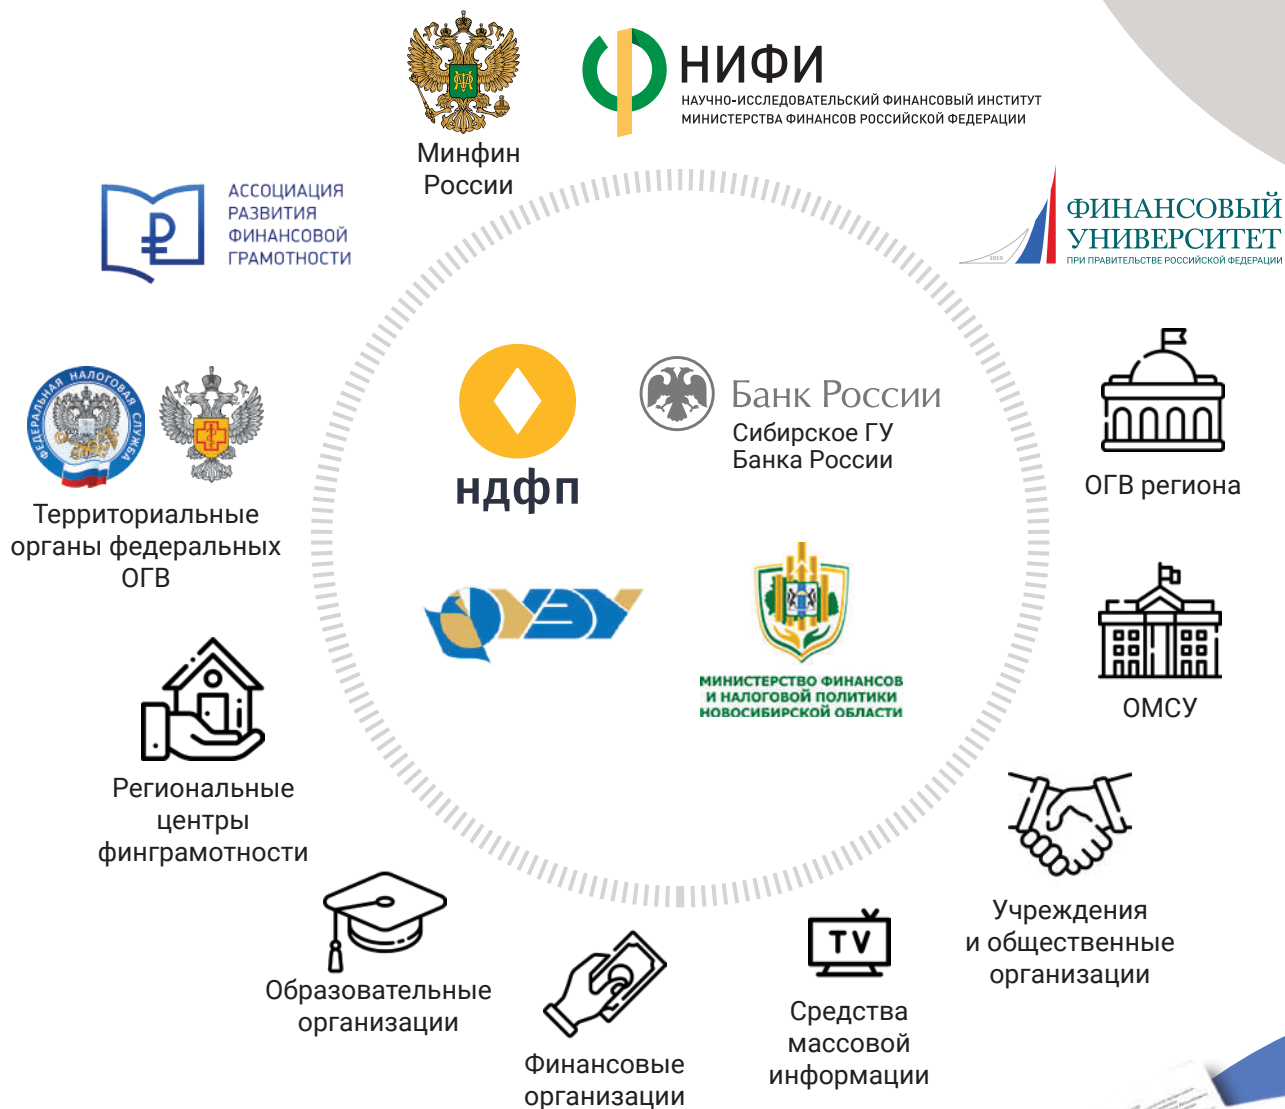 Минфин
России
НИФИ
НАУЧНО-ИССЛЕДОВАТЕЛЬСКИЙ ФИНАНСОВЫЙ ИНСТИТУТ
МИНИСТЕРСТВА ФИНАНСОВ РОССИЙСКОЙ ФЕДЕРАЦИИ
АССОЦИАЦИЯ
РАЗВИТИЯ
ФИНАНСОВОЙ
ГРАМОТНОСТИ
1919
ФИНАНСОВЫЙ
УНИВЕРСИТЕТ
ПРИ ПРАВИТЕЛЬСТВЕ РОССИЙСКОЙ ФЕДЕРАЦИИ
ФЕДЕРАЛЬНАЯ НАЛОГОВАЯ СЛУЖБА
Территориальные
органы федеральных
ОГВ
ндфп
Банк России
Сибирское ГУ
Банка России
ОГВ региона
УЭУ
МИНИСТЕРСТВО ФИНАНСОВ
И НАЛОГОВОЙ ПОЛИТИКИ
НОВОСИБИРСКОЙ ОБЛАСТИ
ОМСУ
Региональные
центры
финграмотности
Образовательные
организации
Финансовые
организации
TV
Средства
массовой
информации
Учреждения
и общественные
организации